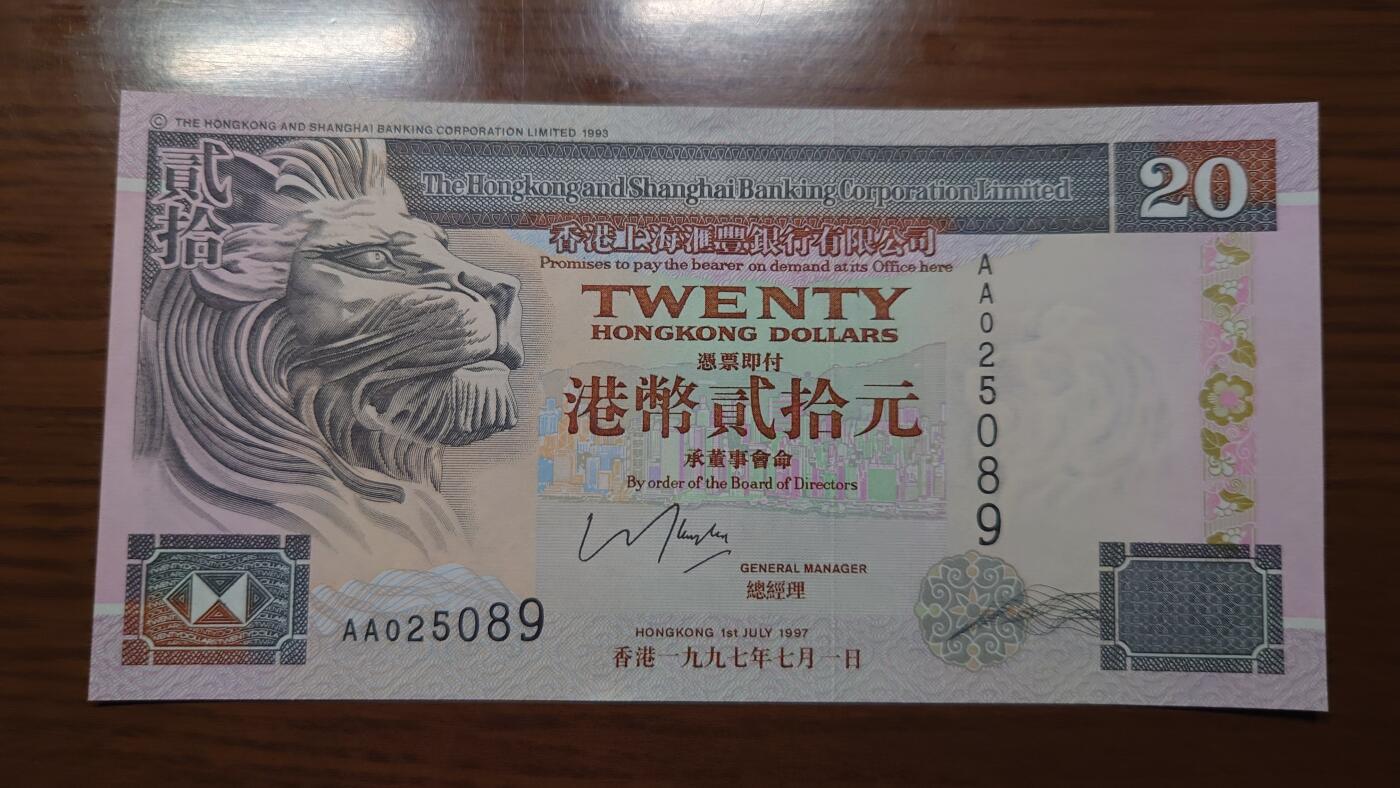 © THE HONGKONG AND SHANGHAI BANKING CORPORATION LIMITED 1993
貳拾
The Hongkong and Shanghai Banking Corporation Limited
20
香港上海滙豐銀行有限公司
Promises to pay the bearer on demand at its Office here
TWENTY
HONGKONG DOLLARS
憑票即付
港幣貳拾元
承董事會命
By order of the Board of Directors
AA025089
GENERAL MANAGER
總經理
AA025089
HONGKONG 1st JULY 1997
香港一九九七年七月一日